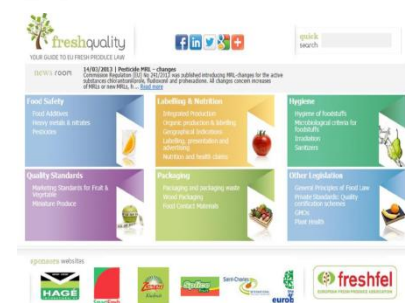 freshquality
YOUR GUIDE TO EU FRESH PRODUCE LAW
quick
search
news room
14/03/2013 | Pesticide MRL - changes
Commission Regulation (EU) No 241/2013 was published introducing MRL-changes for the active
substances chlorantraniliprole, fludioxonil and prohexadione. All changes concern increases
of MRLs or new MRLs, h ... Read more
Food Safety
Food Additives
Heavy metals & nitrates
Pesticides
Labelling & Nutrition
Integrated Production
Organic production & labelling
Geographical indications
Labelling, presentation and
advertising
Nutrition and health claims
Hygiene
Hygiene of foodstuffs
Microbiological criteria for
foodstuffs
Irradiation
Sanitizers
Quality Standards
Marketing Standards for Fruit &
Vegetable
Miniature Produce
Packaging
Packaging and packaging waste
Wood Packaging
Food Contact Materials
Other Legislation
General Principles of Food Law
Private Standards: Quality
certification schemes
GMOs
Plant Health
sponsors websites
HAGÉ
Saint-Charles
INTERNATIONAL
freshfel
EUROPEAN FRESH PRODUCE ASSOCIATION